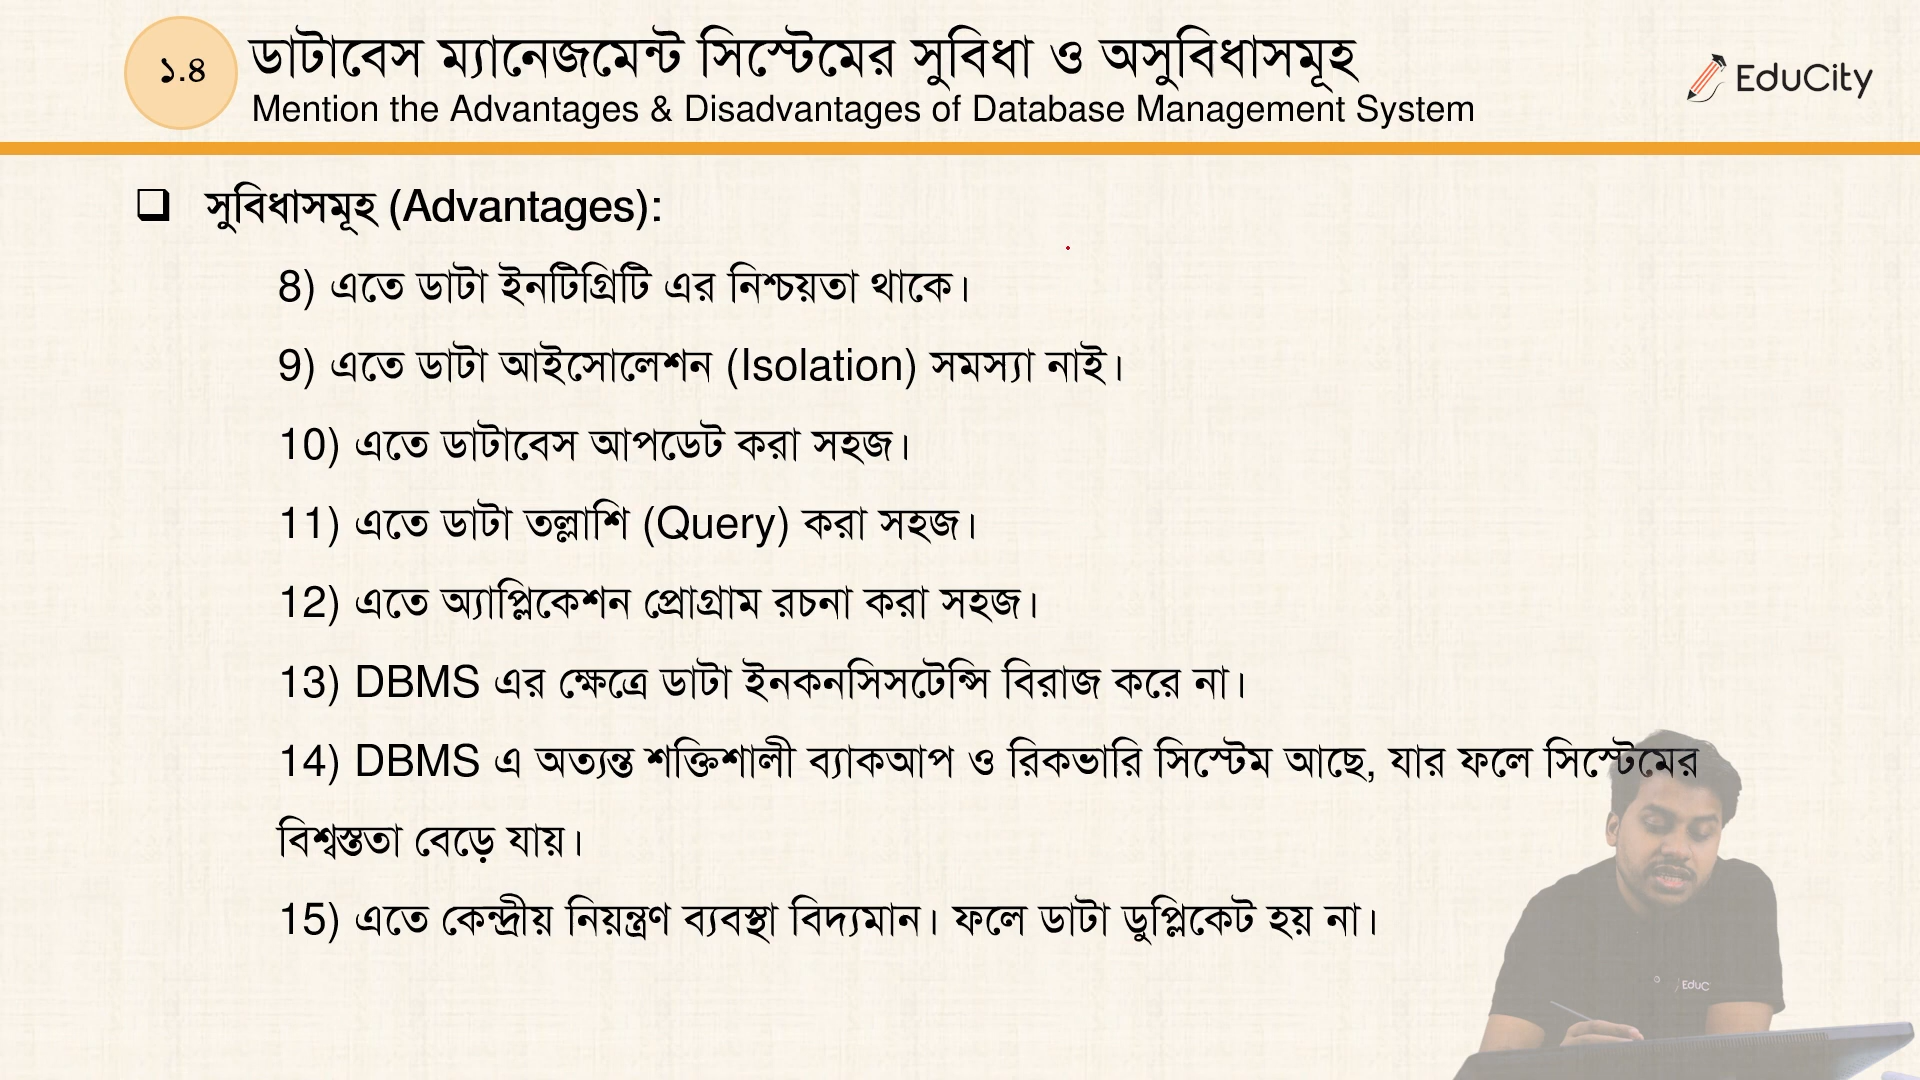 ১.৪
ডাটাবেস ম্যানেজমেন্ট সিস্টেমের সুবিধা ও অসুবিধাসমূহ
Mention the Advantages & Disadvantages of Database Management System
EduCity
সুবিধাসমূহ (Advantages):
8) এতে ডাটা ইনটিগ্রিটি এর নিশ্চয়তা থাকে।
9) এতে ডাটা আইসোলেশন (Isolation) সমস্যা নাই।
10) এতে ডাটাবেস আপডেট করা সহজ।
11) এতে ডাটা তল্লাশি (Query) করা সহজ।
12) এতে অ্যাপ্লিকেশন প্রোগ্রাম রচনা করা সহজ।
13) DBMS এর ক্ষেত্রে ডাটা ইনকনসিসটেন্সি বিরাজ করে না।
14) DBMS এ অত্যন্ত শক্তিশালী ব্যাকআপ ও রিকভারি সিস্টেম আছে, যার ফলে সিস্টেমের
বিশ্বস্ততা বেড়ে যায়।
15) এতে কেন্দ্রীয় নিয়ন্ত্রণ ব্যবস্থা বিদ্যমান। ফলে ডাটা ডুপ্লিকেট হয় না।
EduC